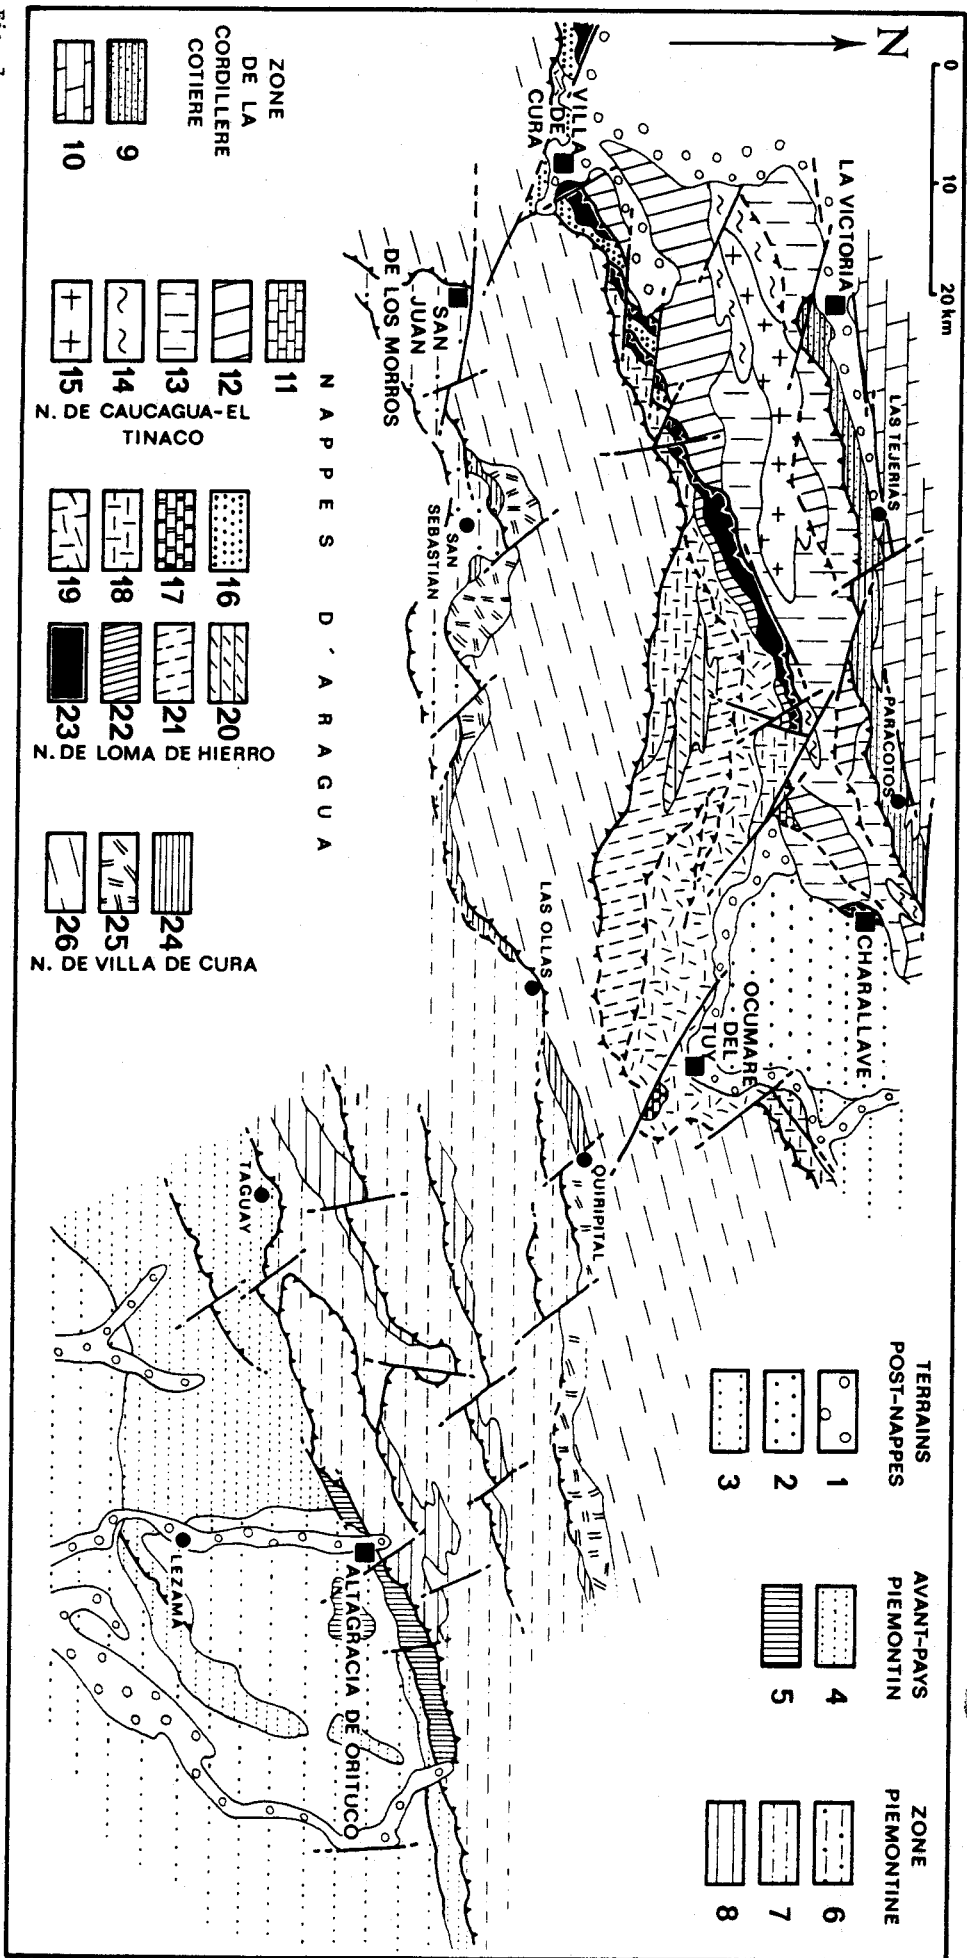 N
0 10 20 km
LA VICTORIA
LAS TEJERIAS
PARACOTOS
CHARALLAVE
VILLA
DE
CURA
OCUMARE
DEL
TUY
SAN
JUAN
DE LOS MORROS
SAN
SEBASTIAN
LAS OLLAS
QUIRIPITAL
TAGUAY
LEZAMA
ALTAGRACIA DE ORITUCO
TERRAINS
POST-NAPPES
1
2
3
AVANT-PAYS
PIEMONTIN
4
5
ZONE
PIEMONTINE
6
7
8
ZONE
DE LA
CORDILLÈRE
COTIERE
9
10
NAPPES D'ARAGUA
11
12
13
14
15
N. DE CAUCAGUA-EL
TINACO
16
17
18
19
20
21
22
23
N. DE LOMA DE HIERRO
24
25
26
N. DE VILLA DE CURA